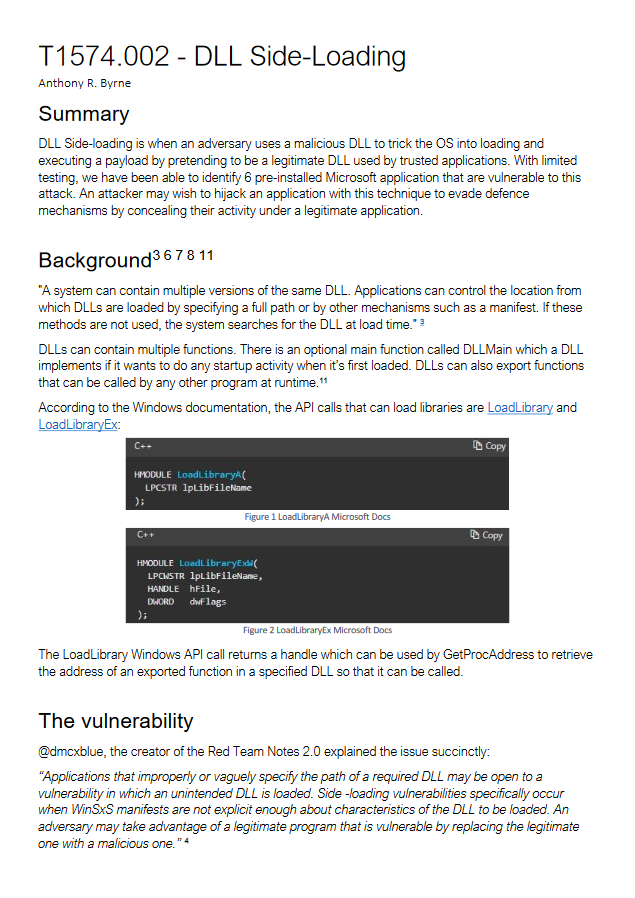 T1574.002 - DLL Side-Loading
Anthony R. Byrne
Summary
DLL Side-loading is when an adversary uses a malicious DLL to trick the OS into loading and
executing a payload by pretending to be a legitimate DLL used by trusted applications. With limited
testing, we have been able to identify 6 pre-installed Microsoft application that are vulnerable to this
attack. An attacker may wish to hijack an application with this technique to evade defence
mechanisms by concealing their activity under a legitimate application.
Background3 6 7 8 11
"A system can contain multiple versions of the same DLL. Applications can control the location from
which DLLs are loaded by specifying a full path or by other mechanisms such as a manifest. If these
methods are not used, the system searches for the DLL at load time." 3
DLLs can contain multiple functions. There is an optional main function called DLLMain which a DLL
implements if it wants to do any startup activity when it's first loaded. DLLs can also export functions
that can be called by any other program at runtime.11
According to the Windows documentation, the API calls that can load libraries are LoadLibrary and
LoadLibraryEx:
C++ Copy
HMODULE LoadLibraryA(
LPCSTR lpLibFileName
);
Figure 1 LoadLibraryA Microsoft Docs
C++ Copy
HMODULE LoadLibraryExW(
LPCWSTR lpLibFileName,
HANDLE hFile,
DWORD dwFlags
);
Figure 2 LoadLibraryEx Microsoft Docs
The LoadLibrary Windows API call returns a handle which can be used by GetProcAddress to retrieve
the address of an exported function in a specified DLL so that it can be called.
The vulnerability
@dmcxblue, the creator of the Red Team Notes 2.0 explained the issue succinctly:
"Applications that improperly or vaguely specify the path of a required DLL may be open to a
vulnerability in which an unintended DLL is loaded. Side -loading vulnerabilities specifically occur
when WinSxS manifests are not explicit enough about characteristics of the DLL to be loaded. An
adversary may take advantage of a legitimate program that is vulnerable by replacing the legitimate
one with a malicious one." 4